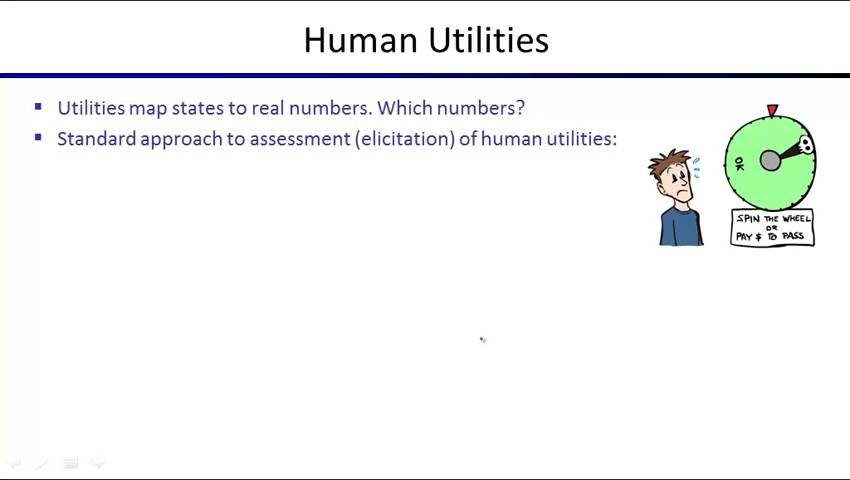 Human Utilities
Utilities map states to real numbers. Which numbers?
Standard approach to assessment (elicitation) of human utilities:
OK
SPIN THE WHEEL
OR
PAY $ TO PASS